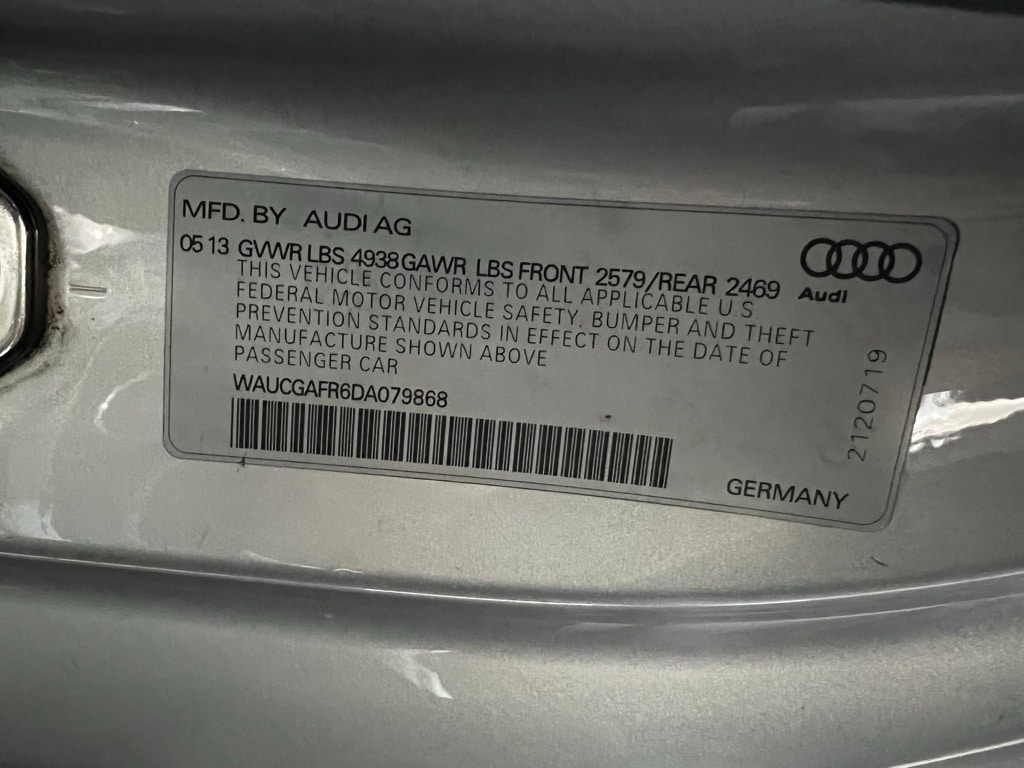 MFD. BY AUDI AG
05 13 GVWR LBS 4938 GAWR LBS FRONT 2579/REAR 2469
THIS VEHICLE CONFORMS TO ALL APPLICABLE U.S.
FEDERAL MOTOR VEHICLE SAFETY, BUMPER AND THEFT
PREVENTION STANDARDS IN EFFECT ON THE DATE OF
MANUFACTURE SHOWN ABOVE
PASSENGER CAR
WAUCGAFR6DA079868
Audi
2120719
GERMANY